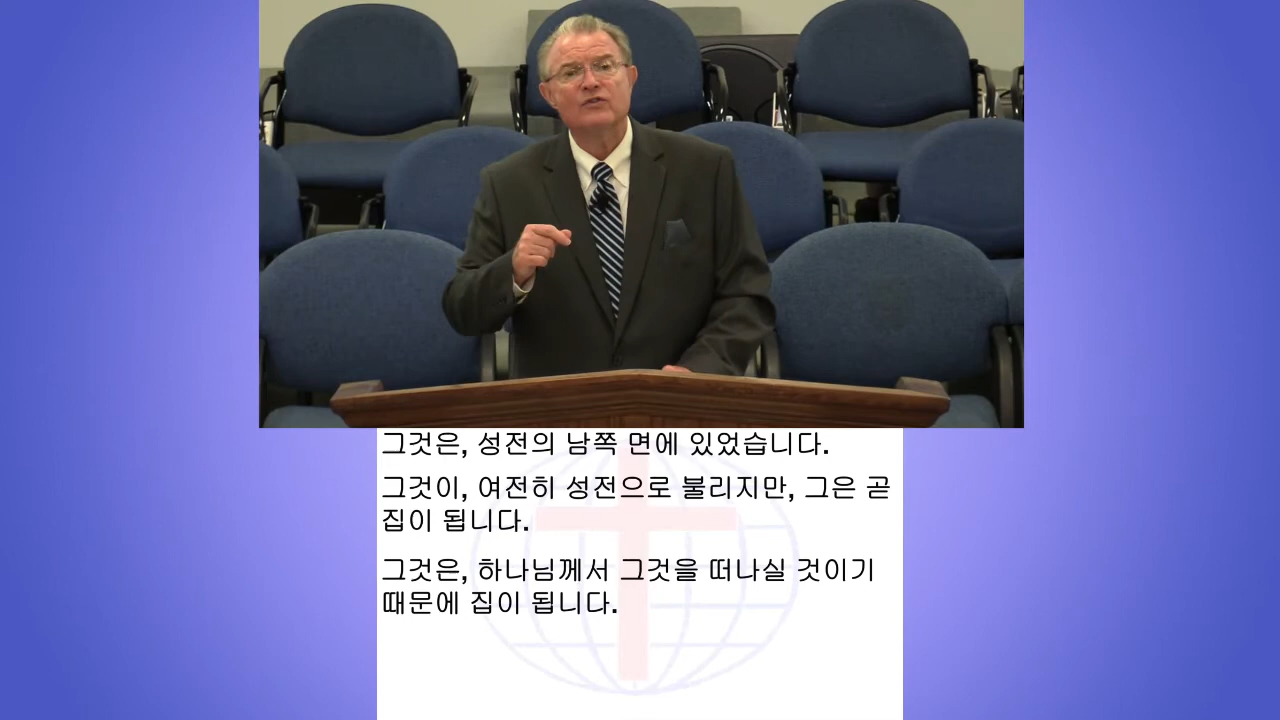 그것은, 성전의 남쪽 면에 있었습니다.
그것이, 여전히 성전으로 불리지만, 그은 곧
집이 됩니다.
그것은, 하나님께서 그것을 떠나실 것이기
때문에 집이 됩니다.